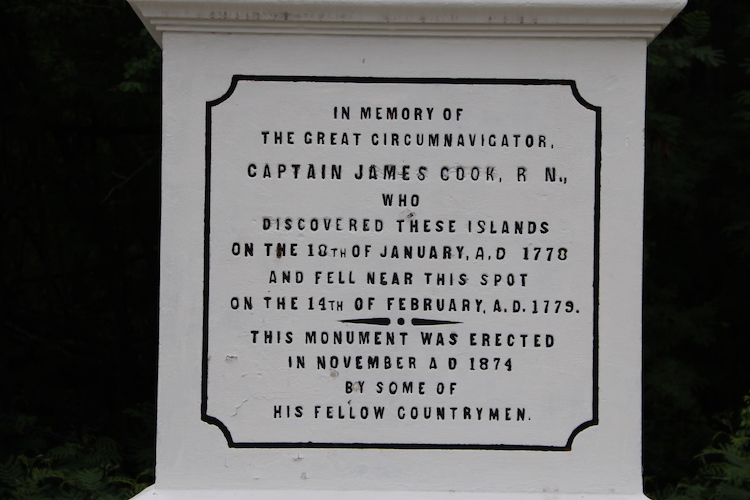 IN MEMORY OF
THE GREAT CIRCUMNAVIGATOR,
CAPTAIN JAMES COOK, R N.,
WHO
DISCOVERED THESE ISLANDS
ON THE 18TH OF JANUARY, A.D 1778
AND FELL NEAR THIS SPOT
ON THE 14TH OF FEBRUARY, A.D. 1779.
THIS MONUMENT WAS ERECTED
IN NOVEMBER A D 1874
BY SOME OF
HIS FELLOW COUNTRYMEN.